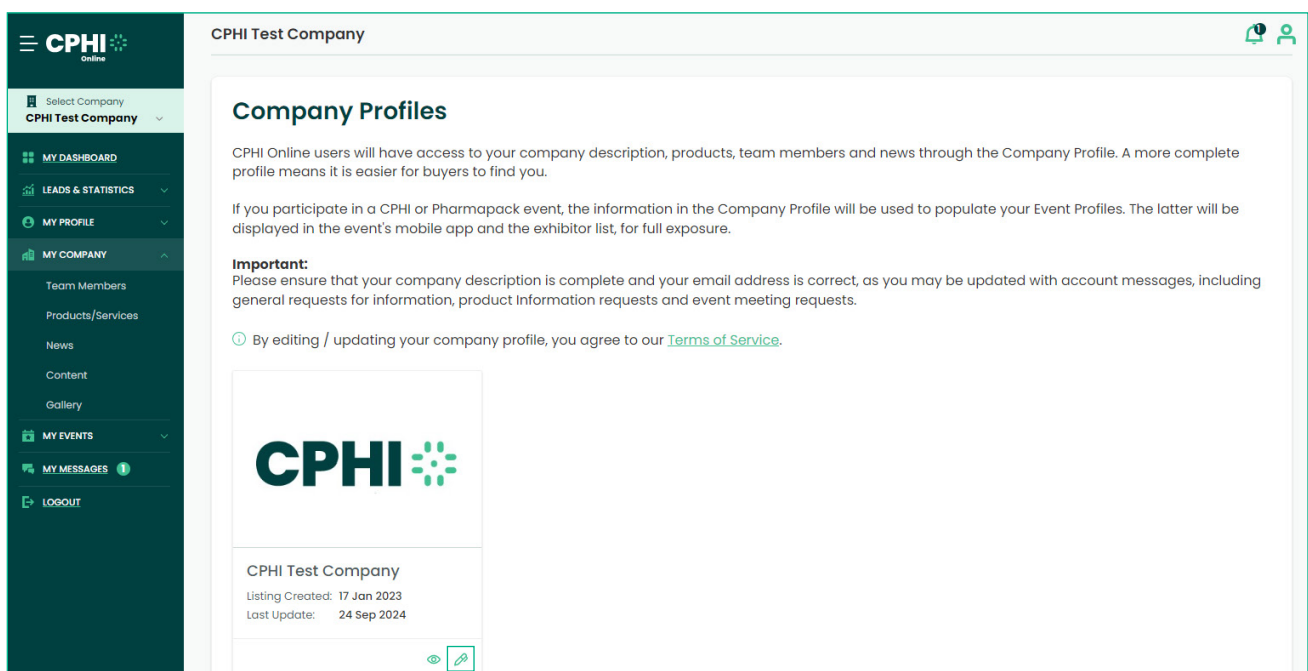 CPHI
Online
Select Company
CPHI Test Company
MY DASHBOARD
LEADS & STATISTICS
MY PROFILE
MY COMPANY
Team Members
Products/Services
News
Content
Gallery
MY EVENTS
MY MESSAGES 1
LOGOUT
CPHI Test Company
1
Company Profiles
CPHI Online users will have access to your company description, products, team members and news through the Company Profile. A more complete
profile means it is easier for buyers to find you.
If you participate in a CPHI or Pharmapack event, the information in the Company Profile will be used to populate your Event Profiles. The latter will be
displayed in the event's mobile app and the exhibitor list, for full exposure.
Important:
Please ensure that your company description is complete and your email address is correct, as you may be updated with account messages, including
general requests for information, product Information requests and event meeting requests.
By editing / updating your company profile, you agree to our Terms of Service.
CPHI
CPHI Test Company
Listing Created: 17 Jan 2023
Last Update: 24 Sep 2024